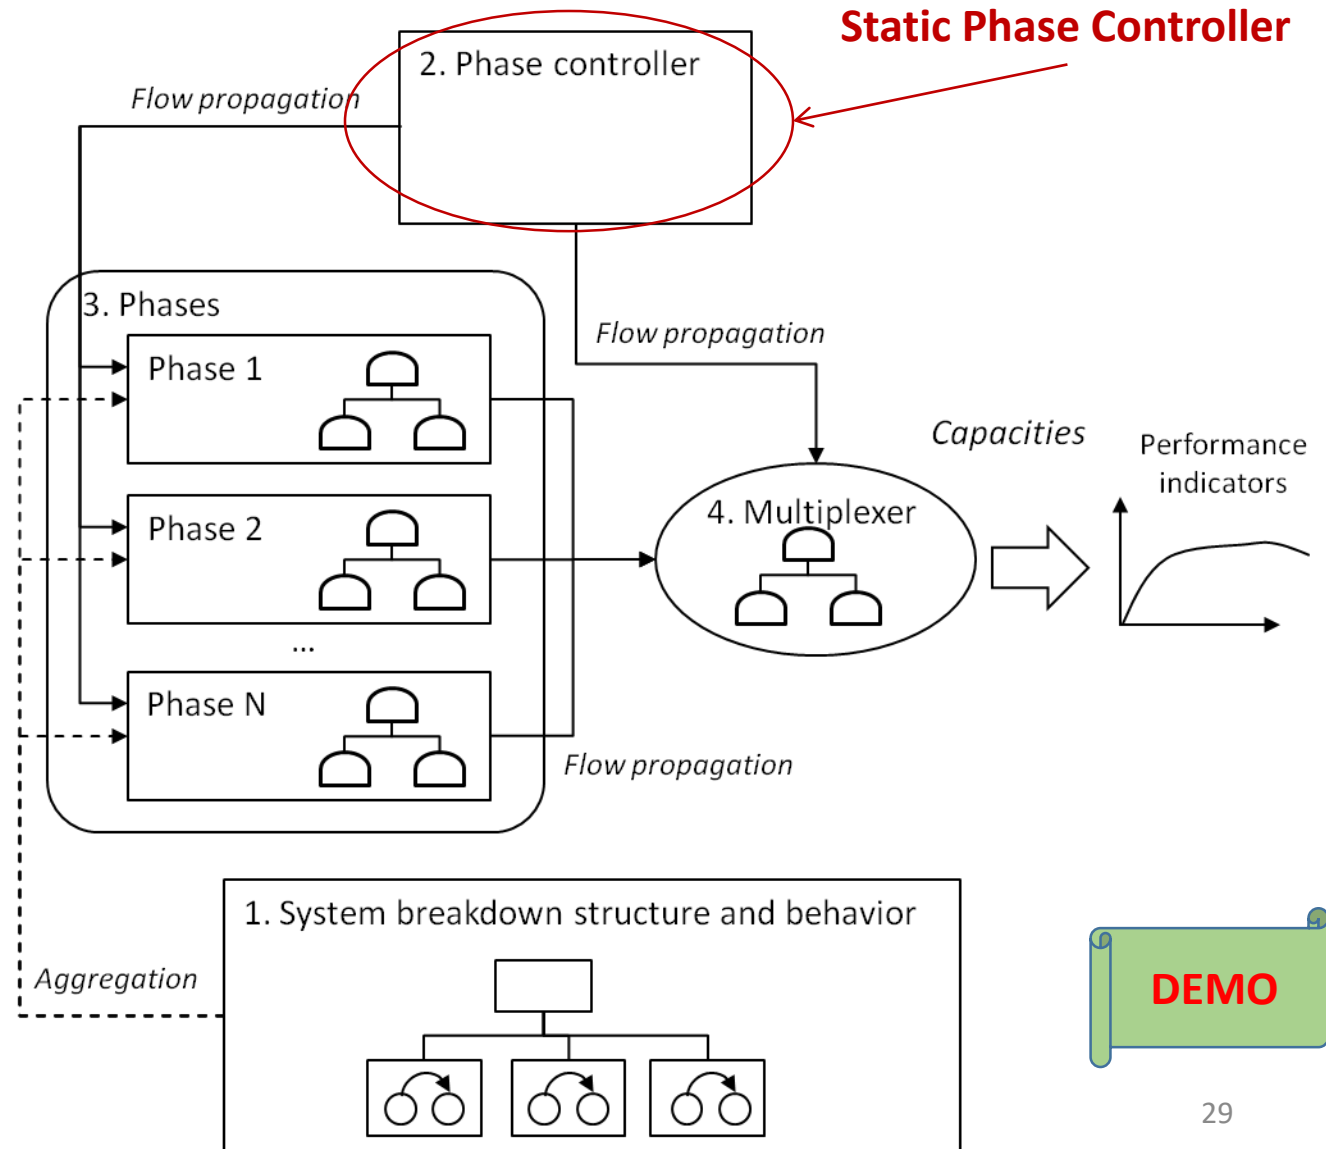 Static Phase Controller
2. Phase controller
Flow propagation
3. Phases
Phase 1
Flow propagation
Phase 2
...
Phase N
Flow propagation
4. Multiplexer
Capacities
Performance
indicators
1. System breakdown structure and behavior
Aggregation
DEMO
29